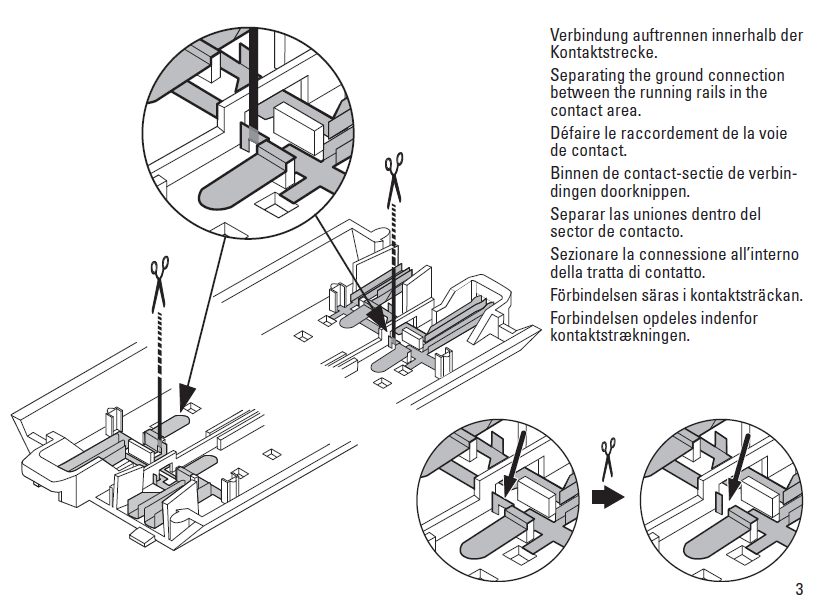 Verbindung auftrennen innerhalb der
Kontaktstrecke.
Separating the ground connection
between the running rails in the
contact area.
Défaire le raccordement de la voie
de contact.
Binnen de contact-sectie de verbin-
dingen doorknippen.
Separar las uniones dentro del
sector de contacto.
Sezionare la connessione all'interno
della tratta di contatto.
Förbindelsen säras i kontaktsträckan.
Forbindelsen opdeles indenfor
kontaktstrækningen.
3